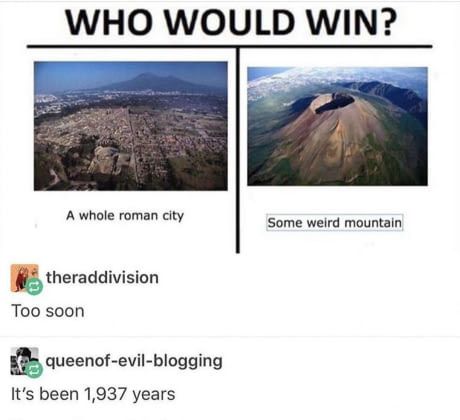 WHO WOULD WIN?
A whole roman city
Some weird mountain
theraddivision
Too soon
queenof-evil-blogging
It's been 1,937 years